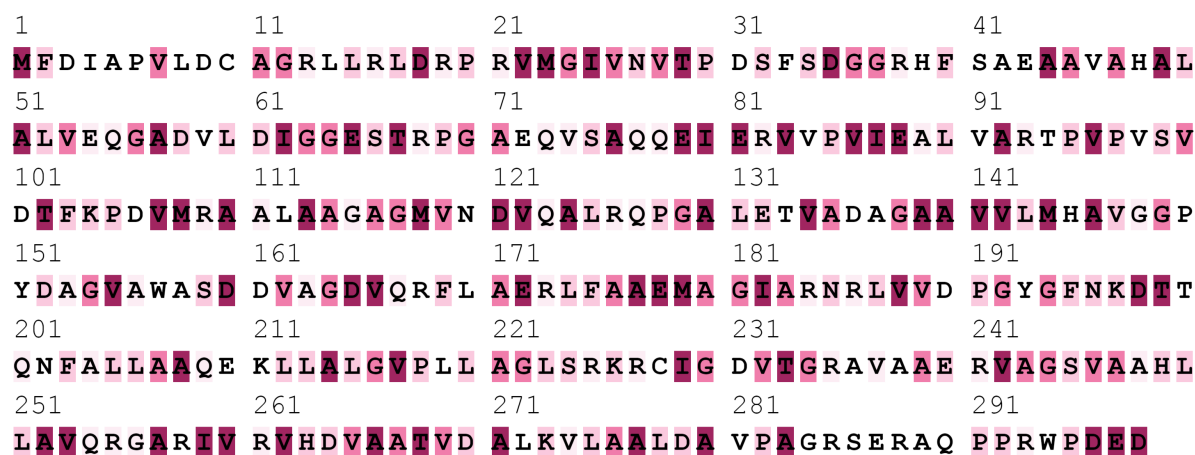 1 11 21 31 41
MFDIAPVLDC AGRLLRLDRP RVMGIVNVTP DSFSDGGRHF SAEAAVAHAL
51 61 71 81 91
ALVEQGADVL DIGGESTRPG AEQVSAQQEI ERVVPVIEAL VARTPVPVSV
101 111 121 131 141
DTFKPDVMRA ALAAGAGMVN DVQALRQPGA LETVADAGAA VVLMHAVGGP
151 161 171 181 191
YDAGVAWASD DVAGDVQRFL AERLFAAEMA GIARNRLVVD PGYGFNKDTT
201 211 221 231 241
QNFALLAAQE KLLALGVPLL AGLSRKRCIG DVTGRAVAAE RVAGSVAAHL
251 261 271 281 291
LAVQRGARIV RVHDVAATVD ALKVLAALDA VPAGRSERAQ PPRWPDED